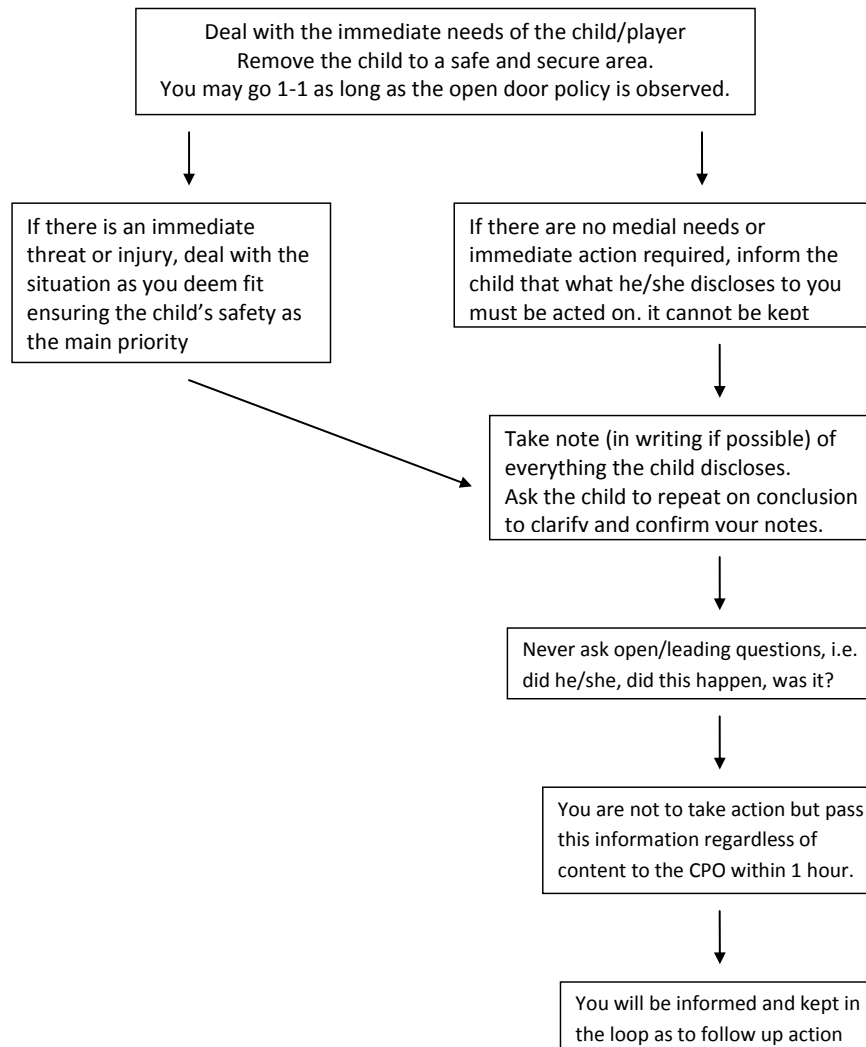 Deal with the immediate needs of the child/player
Remove the child to a safe and secure area.
You may go 1-1 as long as the open door policy is observed.
If there is an immediate
threat or injury, deal with the
situation as you deem fit
ensuring the child's safety as
the main priority
If there are no medial needs or
immediate action required, inform the
child that what he/she discloses to you
must be acted on, it cannot be kept
Take note (in writing if possible) of
everything the child discloses.
Ask the child to repeat on conclusion
to clarify and confirm your notes.
Never ask open/leading questions, i.e.
did he/she, did this happen, was it?
You are not to take action but pass
this information regardless of
content to the CPO within 1 hour.
You will be informed and kept in
the loop as to follow up action